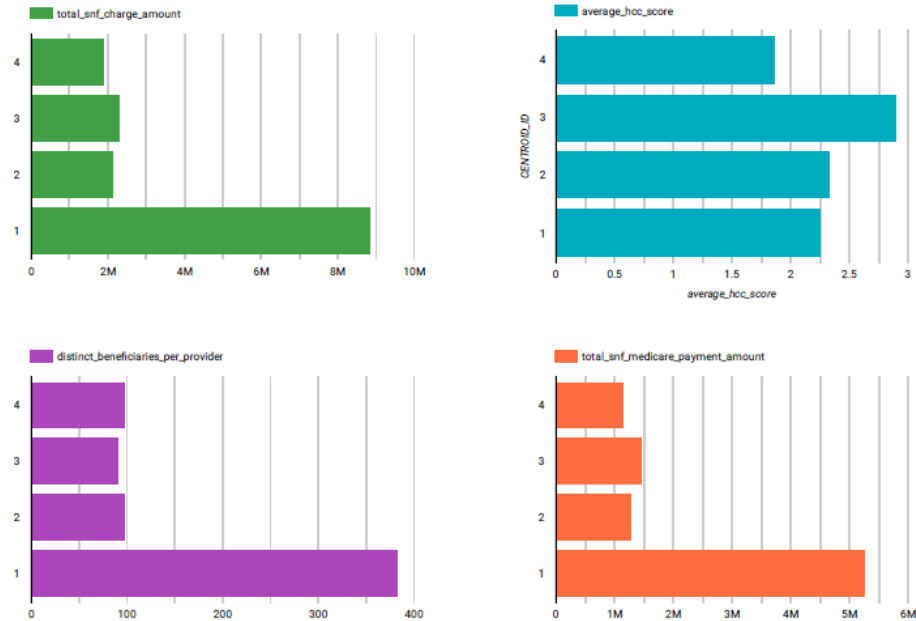 total_snf_charge_amount
4
3
2
1
0 2M 4M 6M 8M 10M
average_hcc_score
CENTROID_ID
4
3
2
1
0 0.5 1 1.5 2 2.5 3
average_hcc_score
distinct_beneficiaries_per_provider
4
3
2
1
0 100 200 300 400
total_snf_medicare_payment_amount
4
3
2
1
0 1M 2M 3M 4M 5M 6M